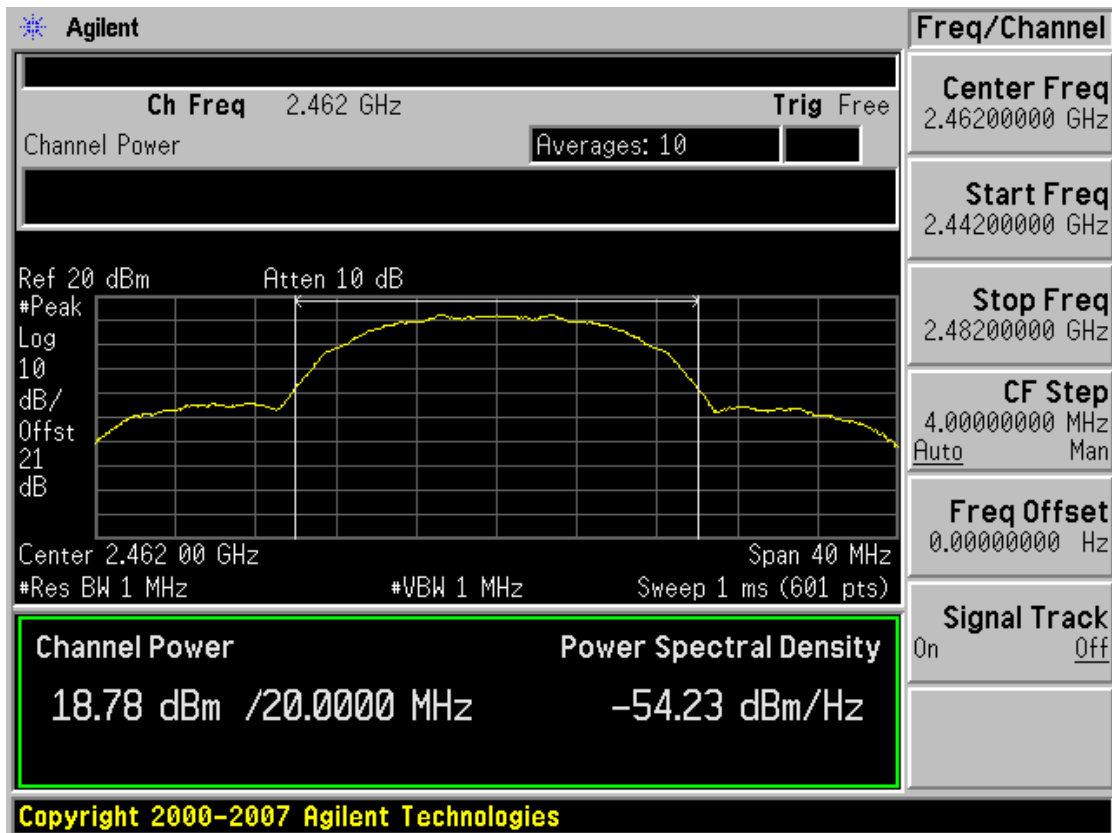 Agilent
Freq/Channel
Ch Freq 2.462 GHz Trig Free
Channel Power Averages: 10
Ref 20 dBm Atten 10 dB
#Peak
Log
10
dB/
Offst
21
dB
Center 2.462 00 GHz Span 40 MHz
#Res BW 1 MHz #VBW 1 MHz Sweep 1 ms (601 pts)
Channel Power Power Spectral Density
18.78 dBm /20.0000 MHz -54.23 dBm/Hz
Center Freq
2.46200000 GHz
Start Freq
2.44200000 GHz
Stop Freq
2.48200000 GHz
CF Step
4.00000000 MHz
Auto Man
Freq Offset
0.00000000 Hz
Signal Track
On Off
Copyright 2000-2007 Agilent Technologies